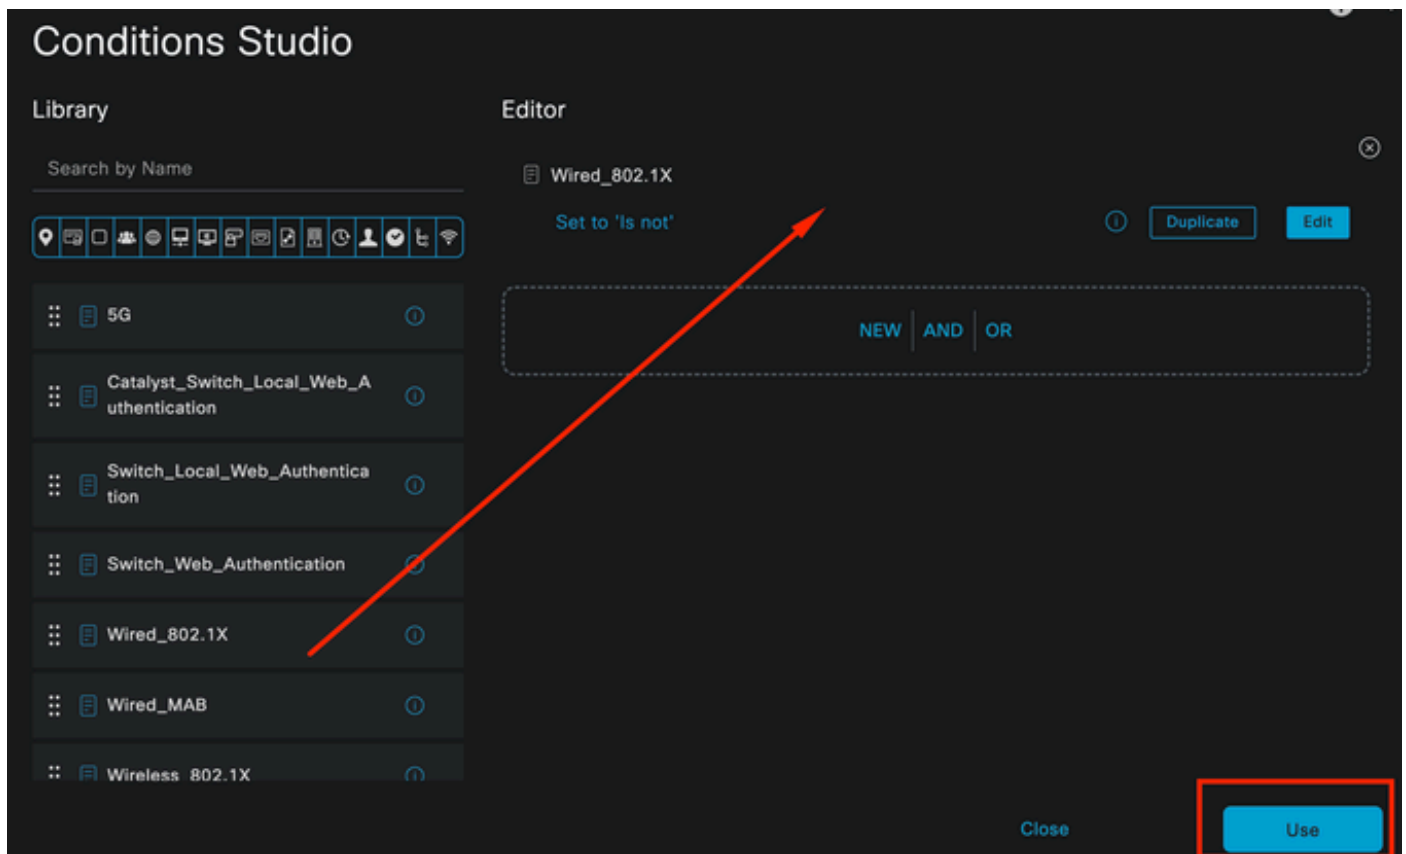 Conditions Studio
Library
Editor
Search by Name
Wired_802.1X
Set to 'Is not'
Duplicate
Edit
5G
NEW
AND
OR
Catalyst_Switch_Local_Web_A
uthentication
Switch_Local_Web_Authentica
tion
Switch_Web_Authentication
Wired_802.1X
Wired_MAB
Wireless_802.1X
Close
Use